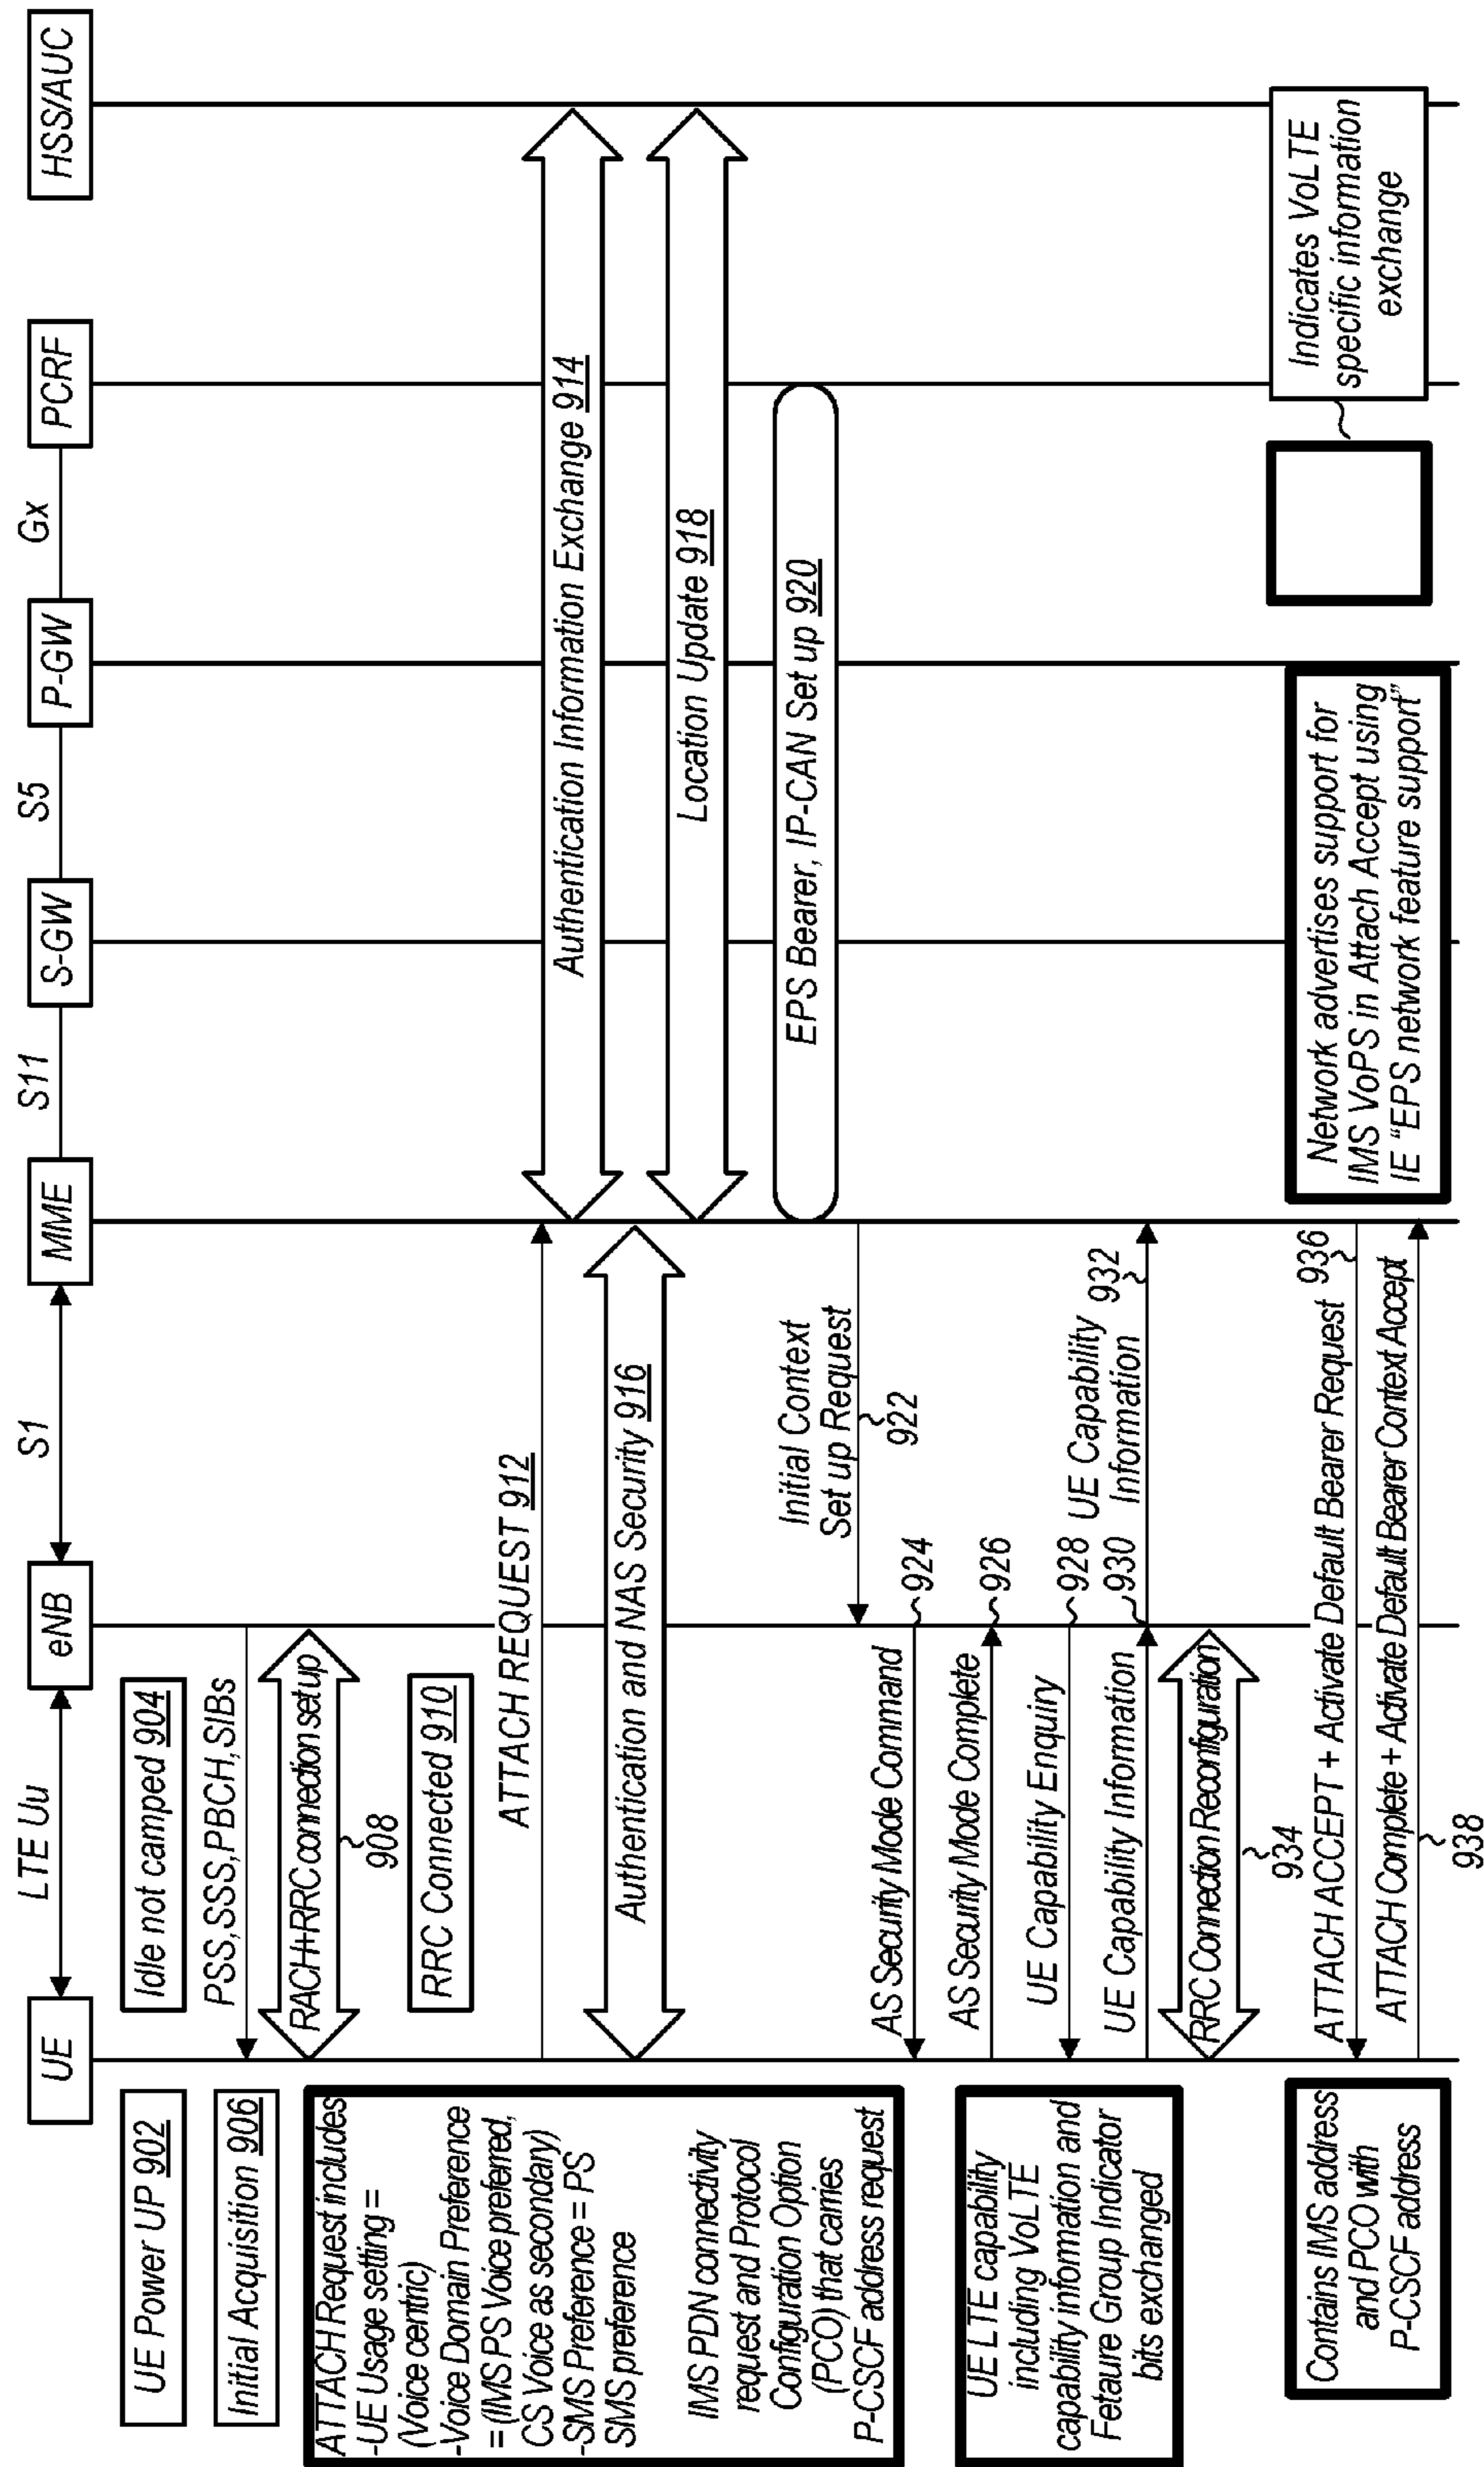 UE
LTE Uu
eNB
S1
MME
S11
S-GW
S5
P-GW
Gx
PCRF
HSS/AUC
UE Power UP 902
Idle not camped 904
Initial Acquisition 906
PSS,SSS,PBCH,SIBs
RACH+RRC connection set up
908
RRC Connected 910
ATTACH Request includes
-UE Usage setting =
(Voice centric)
-Voice Domain Preference
= (IMS PS Voice preferred,
CS Voice as secondary)
-SMS Preference = PS
SMS preference
IMS PDN connectivity
request and Protocol
Configuration Option
(PCO) that carries
P-CSCF address request
ATTACH REQUEST 912
Authentication Information Exchange 914
Authentication and NAS Security 916
Location Update 918
EPS Bearer, IP-CAN Set up 920
Initial Context
Set up Request
922
AS Security Mode Command
924
AS Security Mode Complete
926
UE Capability Enquiry
928
UE Capability Information
930
UE Capability
Information
932
UE LTE capability
including VoLTE
capability information and
Fetaure Group Indicator
bits exchanged
RRC Connection Reconfiguration
934
ATTACH ACCEPT + Activate Default Bearer Request
936
ATTACH Complete + Activate Default Bearer Context Accept
938
Contains IMS address
and PCO with
P-CSCF address
Network advertises support for
IMS VoPS in Attach Accept using
IE “EPS network feature support”
Indicates VoLTE
specific information
exchange